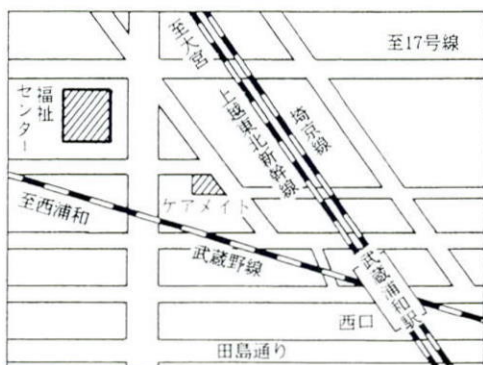 至大宮
至17号線
福祉
センター
上越東北新幹線
埼京線
ケアメイト
至西浦和
武蔵野線
武蔵浦和駅
西口
田島通り